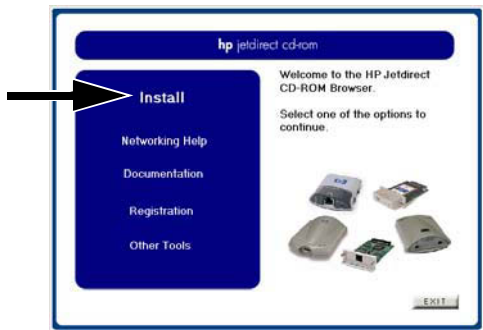 hp jetdirect cd-rom
Install
Networking Help
Documentation
Registration
Other Tools
Welcome to the HP Jetdirect
CD-ROM Browser.
Select one of the options to
continue.
EXIT